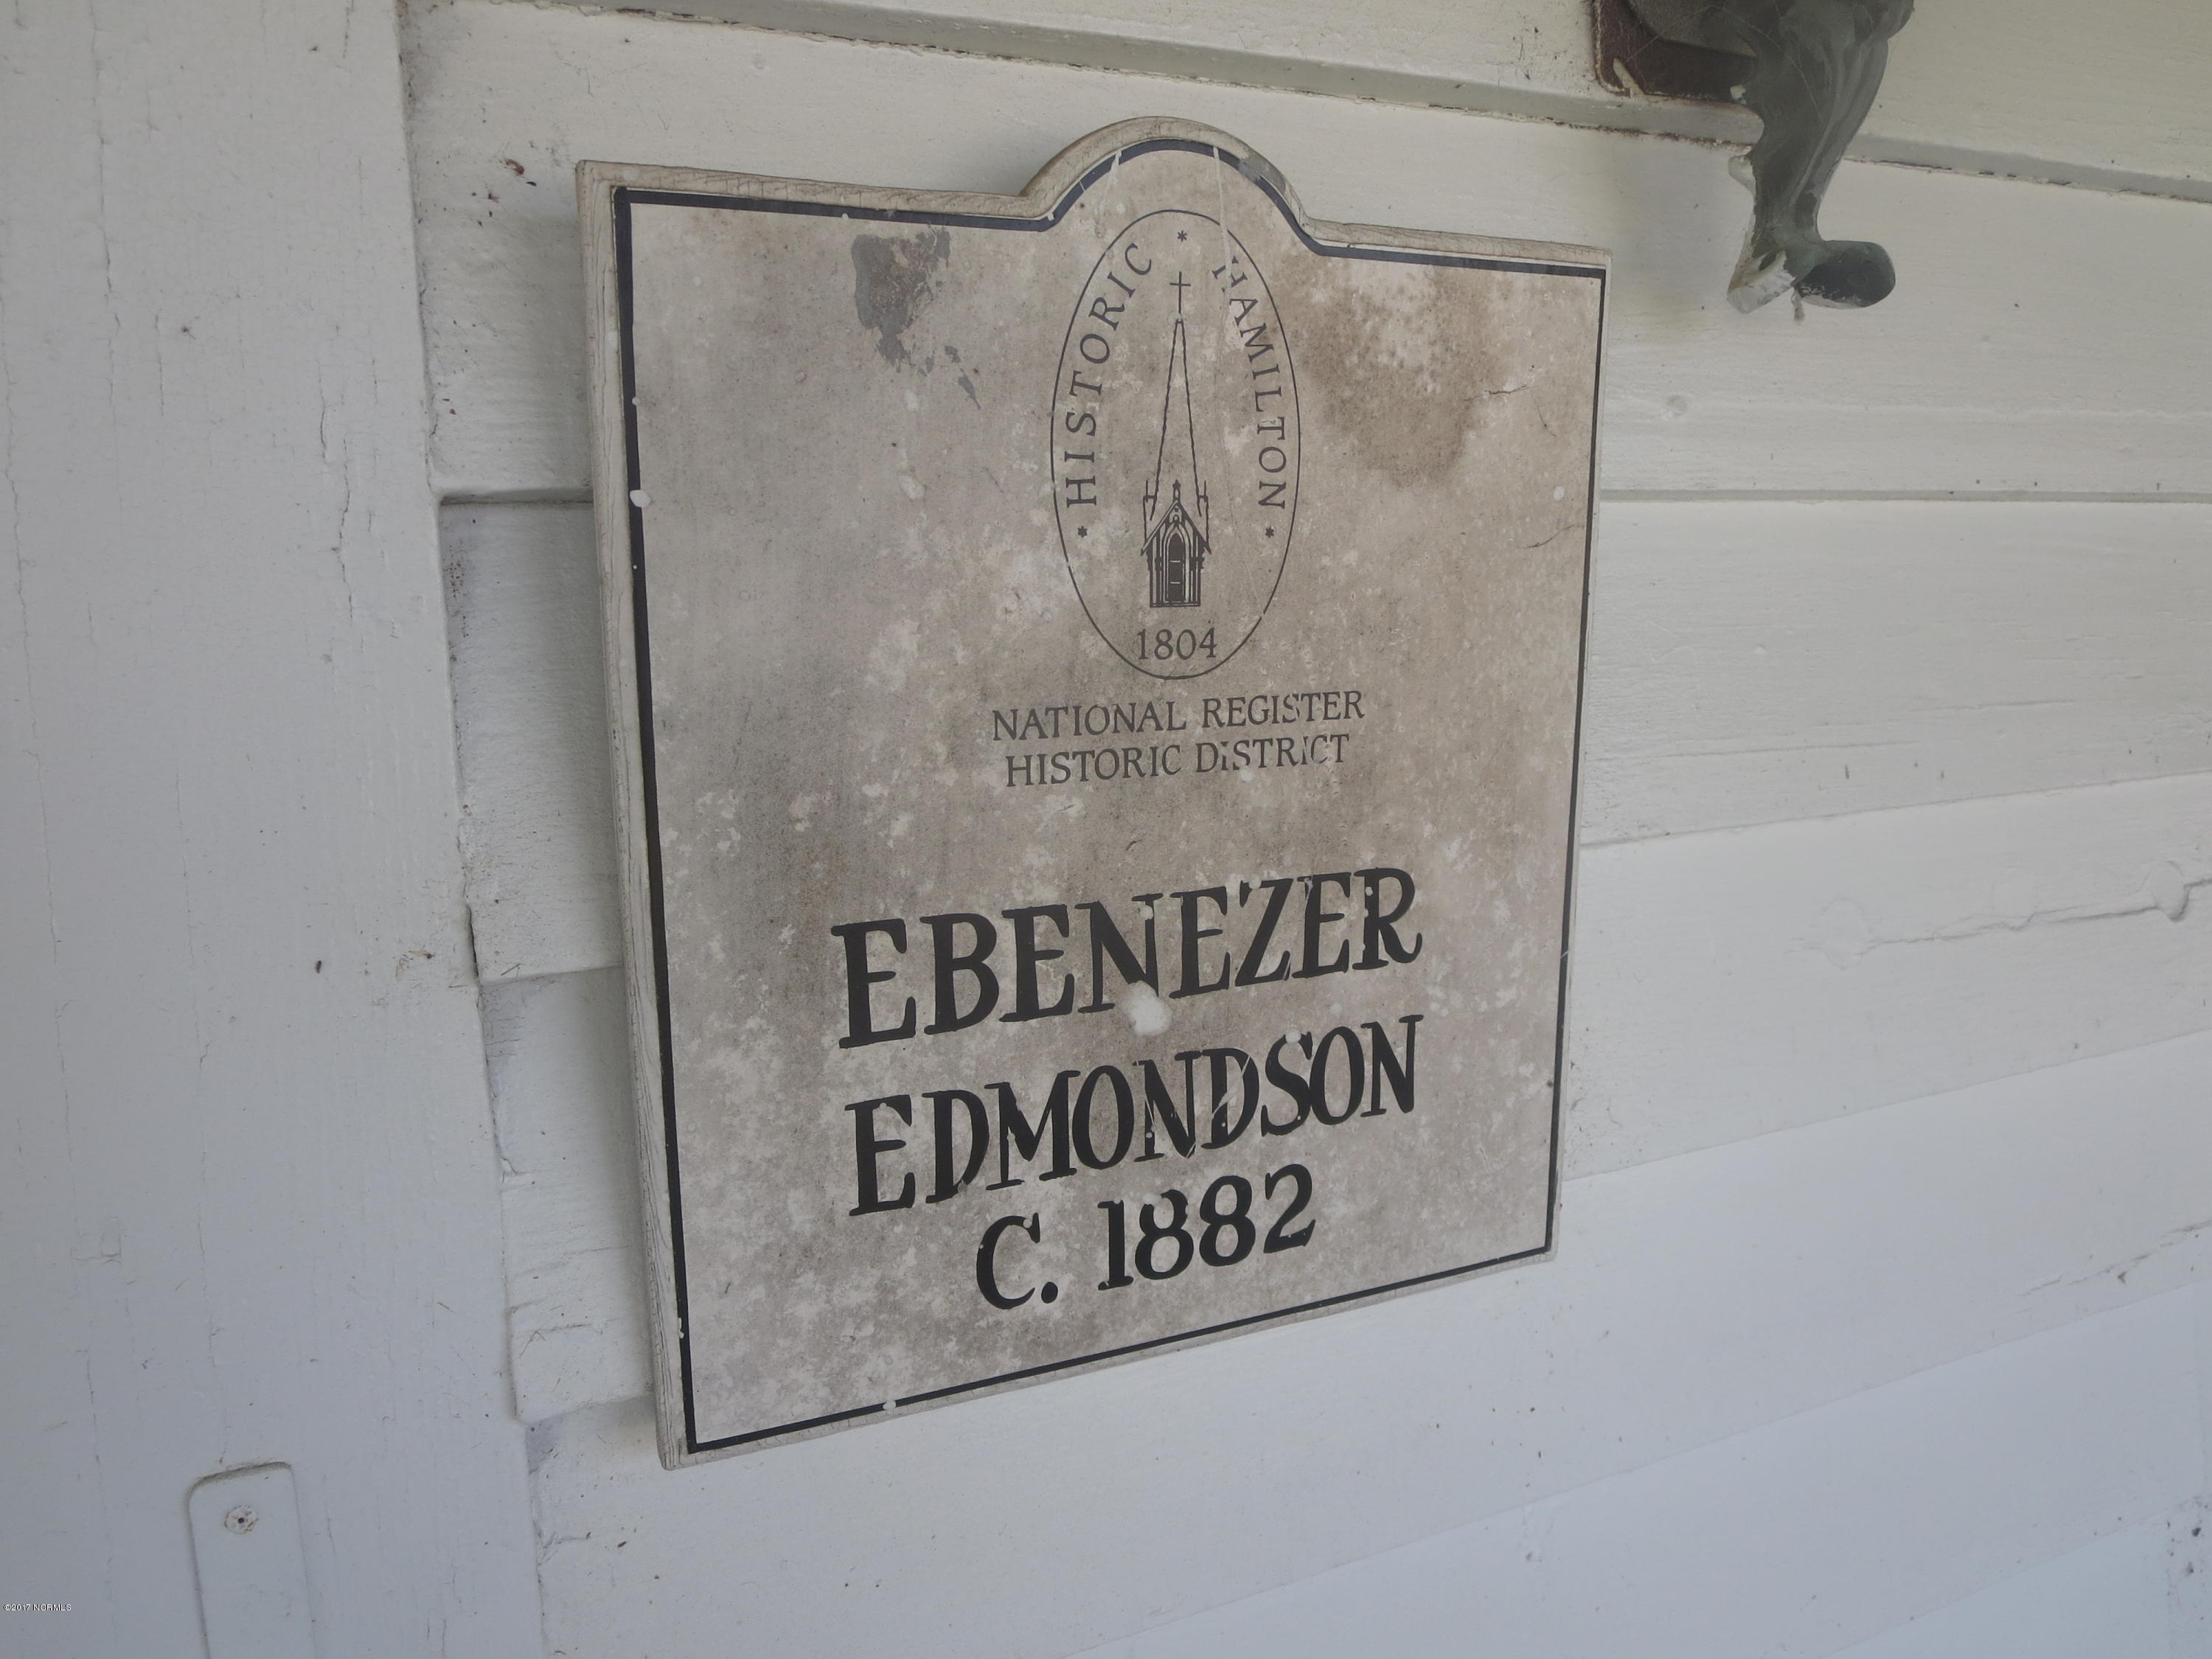 HISTORIC HAMILTON
1804
NATIONAL REGISTER
HISTORIC DISTRICT
EBENEZER
EDMONDSON
C. 1882
©2017 NCRMLS